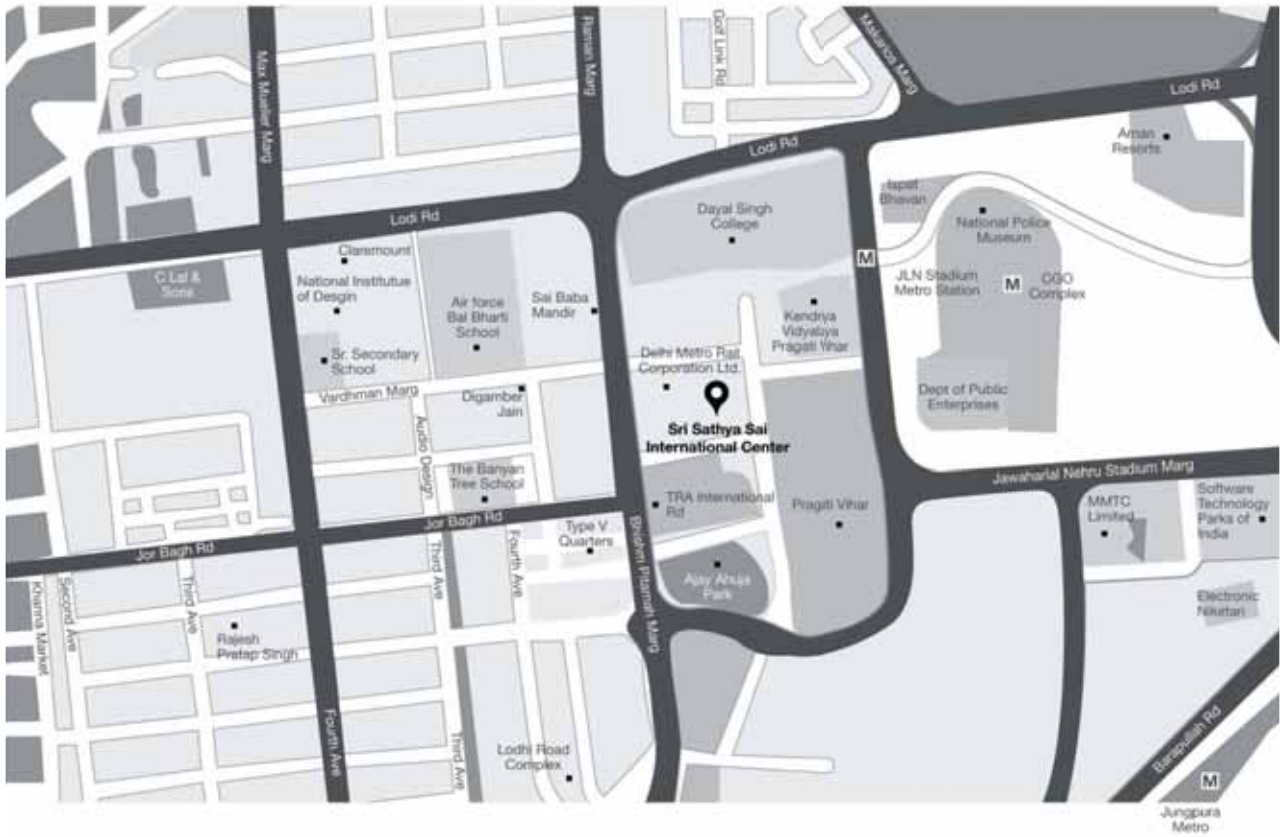 Max Mueller Marg
Raman Marg
Golf Link Rd
Makarios Marg
Lodi Rd
Lodi Rd
Lodi Rd
Aman
Resorts
Ispat
Bhavan
National Police
Museum
Dayal Singh
College
M
JLN Stadium
Metro Station
M
CGO
Complex
Claremount
National Institutue
of Desgin
C Lal &
Sons
Air force
Bal Bharti
School
Sai Baba
Mandir
Kendriya
Vidyalaya
Pragati Vihar
Sr. Secondary
School
Vardhman Marg
Digamber
Jain
Delhi Metro Rail
Corporation Ltd.
Sri Sathya Sai
International Center
Dept of Public
Enterprises
Audio Design
The Banyan
Tree School
TRA International
Rd
Pragati Vihar
Jawaharlal Nehru Stadium Marg
MMTC
Limited
Software
Technology
Parks of
India
Jor Bagh Rd
Jor Bagh Rd
Type V
Quarters
Bhishm Pitamah Marg
Ajay Ahuja
Park
Electronic
Nikirtan
Khanna Market
Second Ave
Third Ave
Third Ave
Fourth Ave
Rajesh
Pratap Singh
Fourth Ave
Third Ave
Lodhi Road
Complex
Barapullah Rd
M
Jungpura
Metro